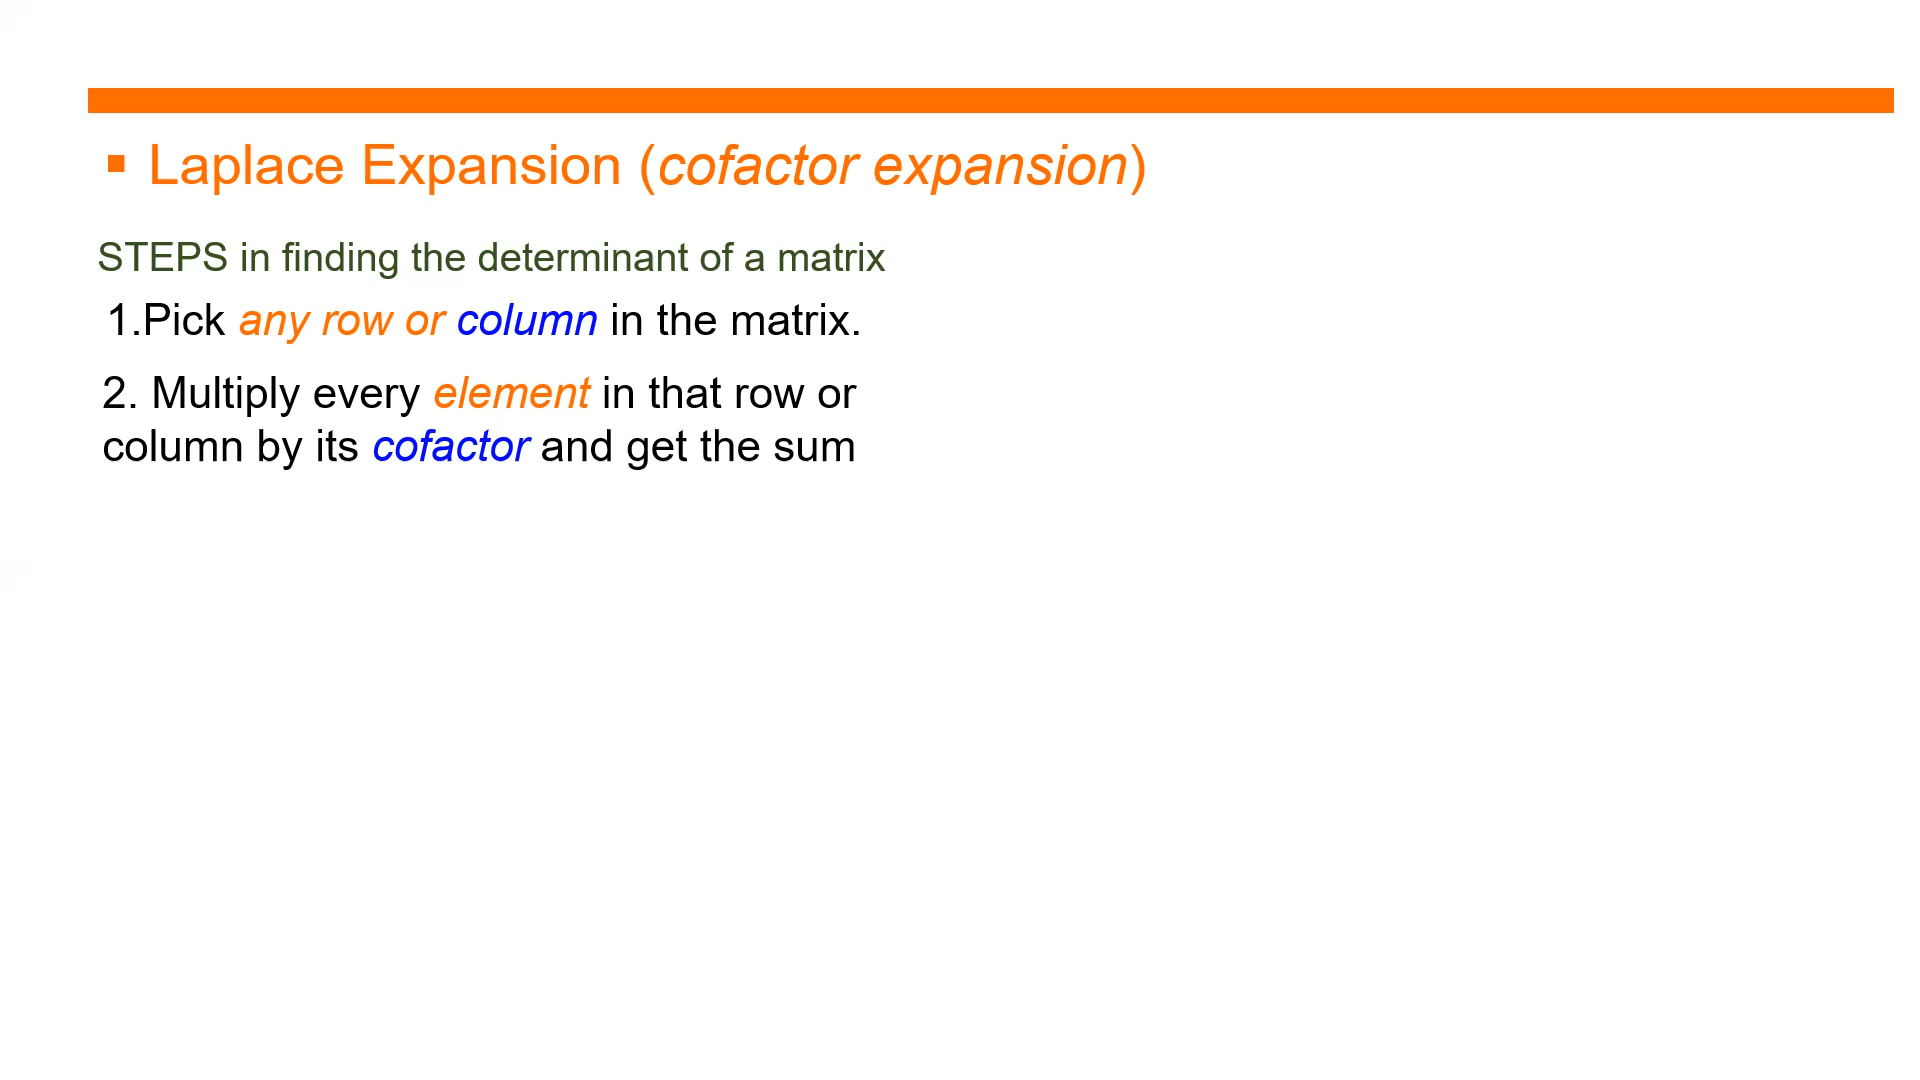 ▪ Laplace Expansion (cofactor expansion)
STEPS in finding the determinant of a matrix
1.Pick any row or column in the matrix.
2. Multiply every element in that row or
column by its cofactor and get the sum